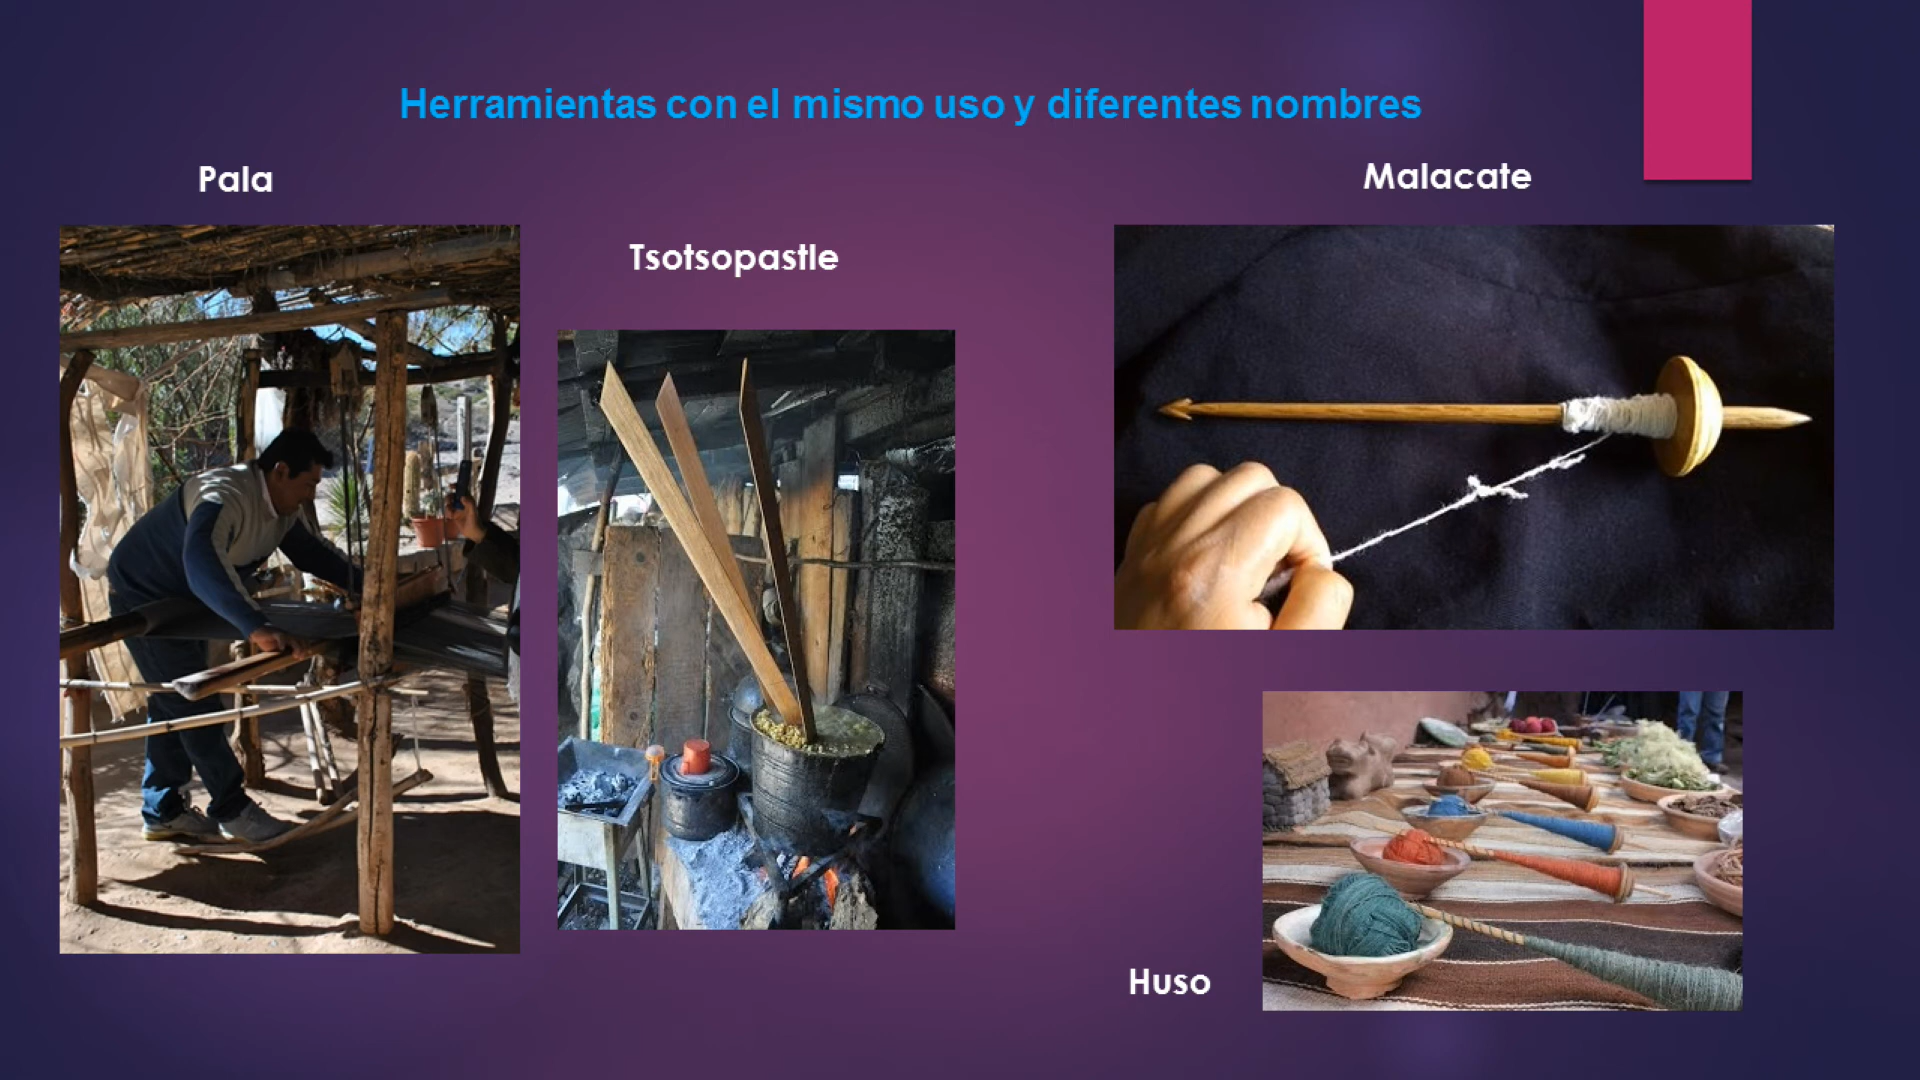 Herramientas con el mismo uso y diferentes nombres
Pala
Tsotsopastle
Malacate
Huso